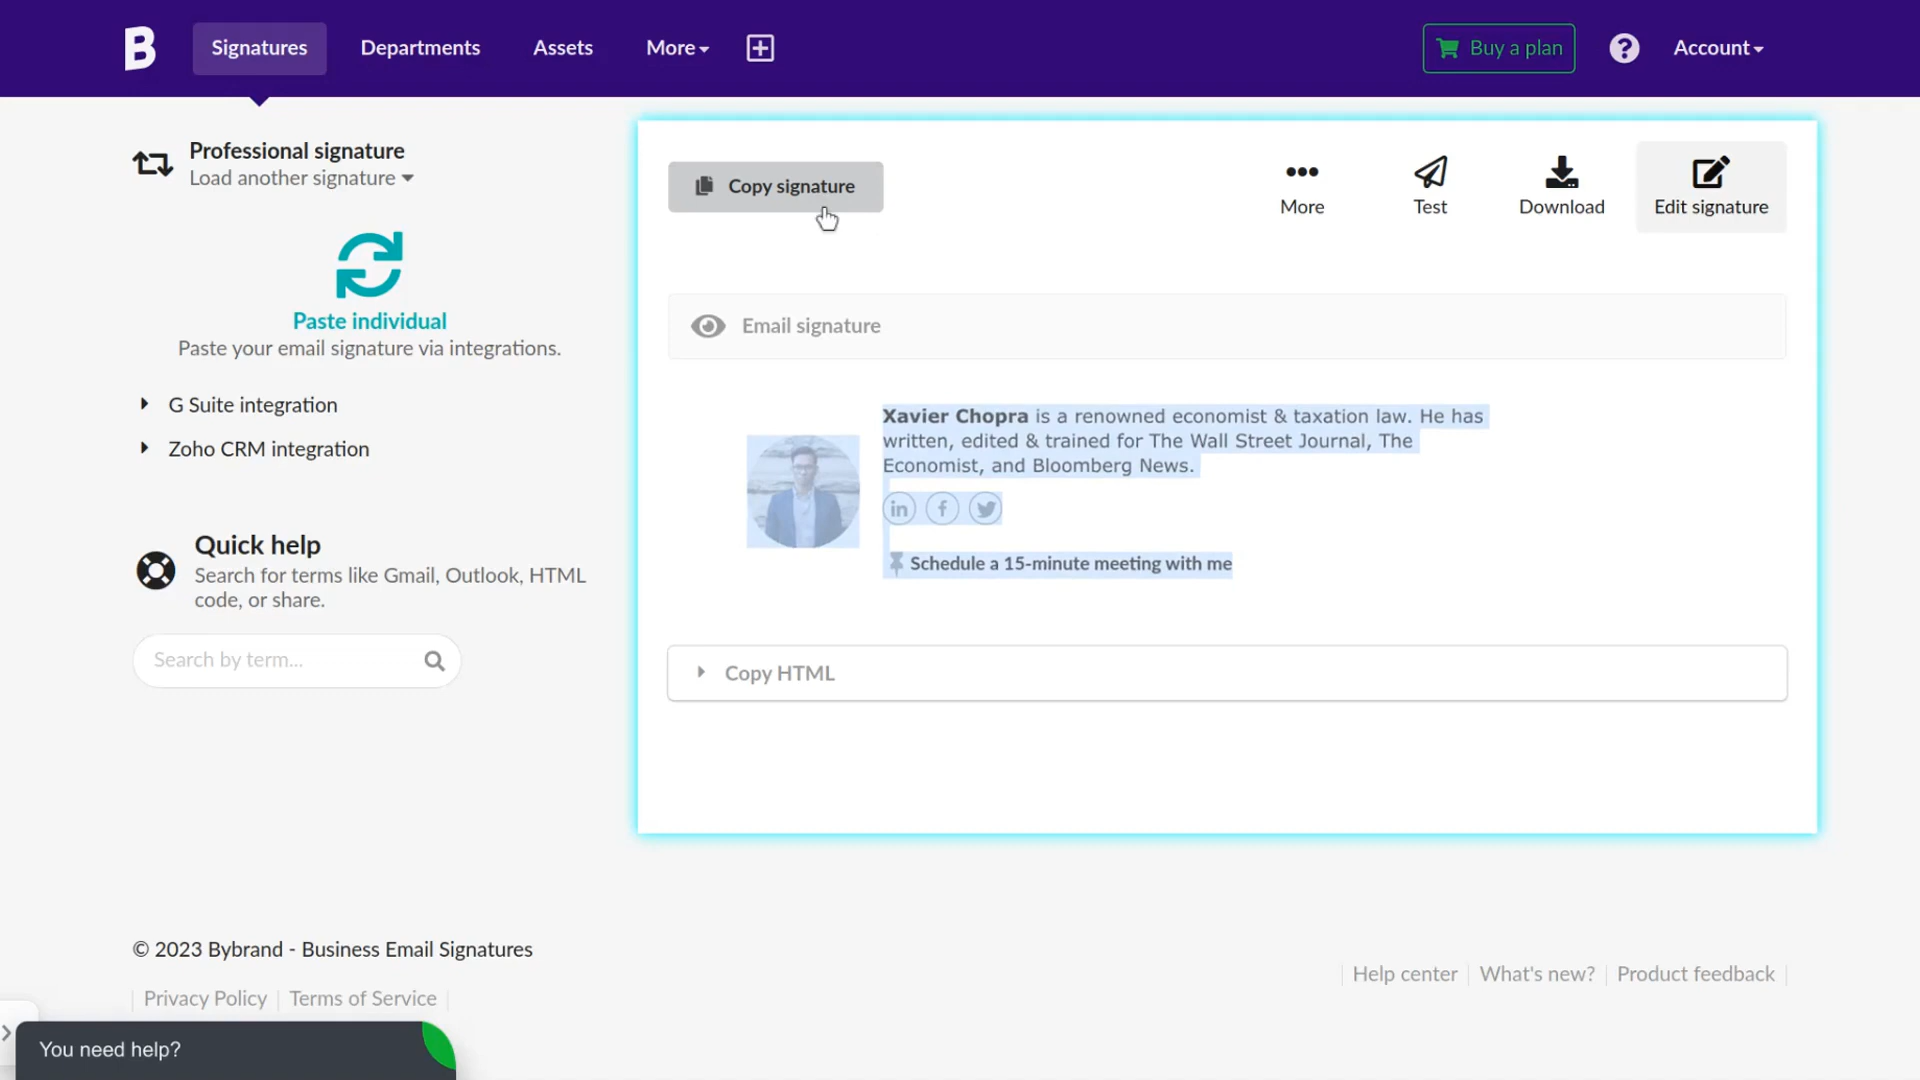 B
Signatures
Departments
Assets
More
Buy a plan
?
Account
Professional signature
Load another signature
Paste individual
Paste your email signature via integrations.
G Suite integration
Zoho CRM integration
Quick help
Search for terms like Gmail, Outlook, HTML
code, or share.
Search by term...
Copy signature
More
Test
Download
Edit signature
Email signature
Xavier Chopra is a renowned economist & taxation law. He has
written, edited & trained for The Wall Street Journal, The
Economist, and Bloomberg News.
in f
Schedule a 15-minute meeting with me
Copy HTML
© 2023 Bybrand - Business Email Signatures
Privacy Policy
Terms of Service
Help center
What's new?
Product feedback
You need help?